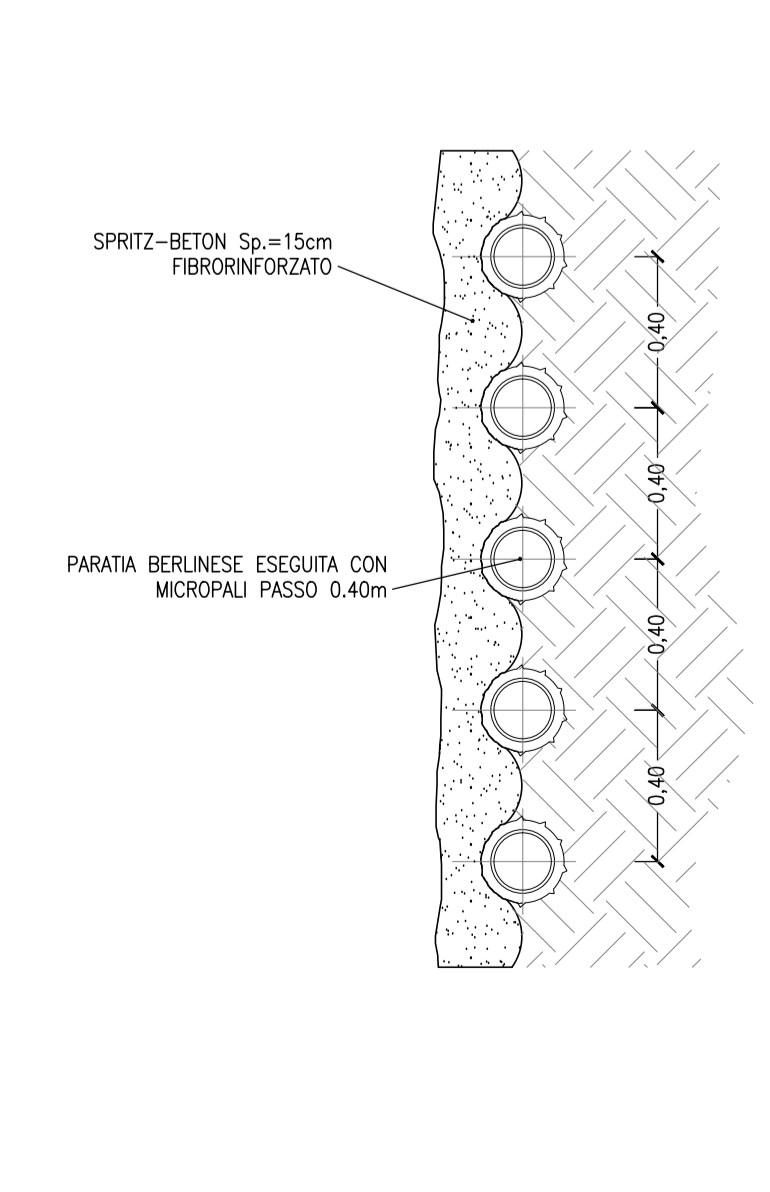 SPRITZ-BETON Sp.=15cm
FIBRORINFORZATO
0,40
0,40
PARATIA BERLINESE ESEGUITA CON
MICROPALI PASSO 0.40m
0,40
0,40